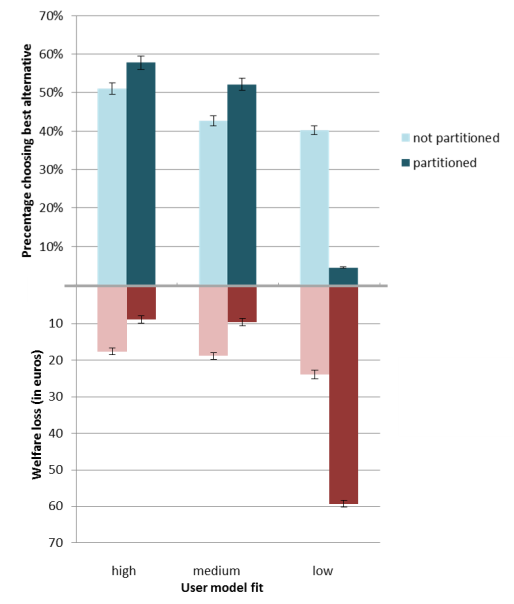 70%
60%
50%
40%
30%
20%
10%
Precentage choosing best alternative
not partitioned
partitioned
10
20
30
40
50
60
70
Welfare loss (in euros)
high medium low
User model fit